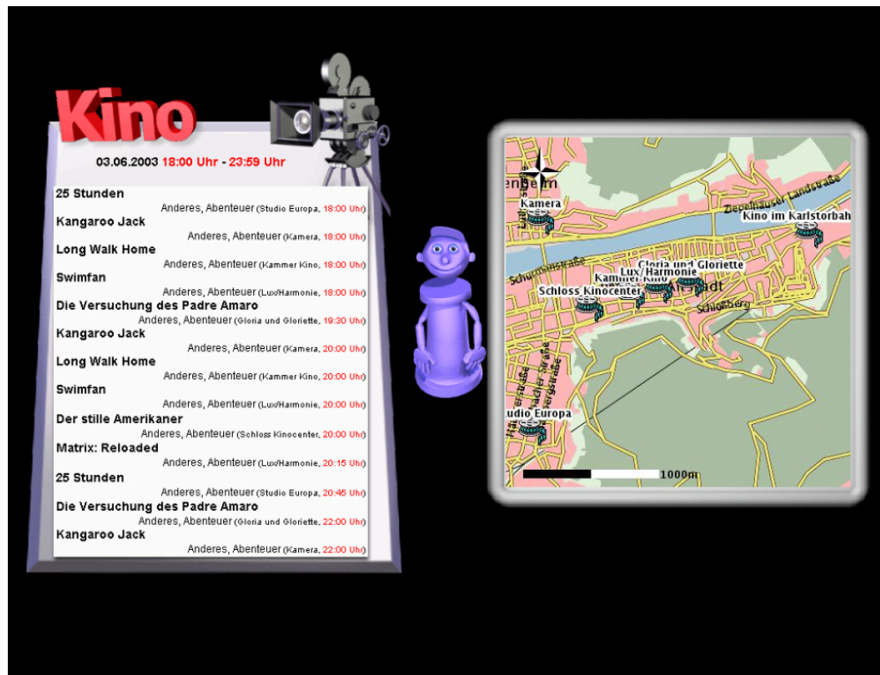 Kino
03.06.2003 18:00 Uhr - 23:59 Uhr
25 Stunden
Anderes, Abenteuer (Studio Europa, 18:00 Uhr)
Kangaroo Jack
Anderes, Abenteuer (Kamera, 18:00 Uhr)
Long Walk Home
Anderes, Abenteuer (Kammer Kino, 18:00 Uhr)
Swimfan
Anderes, Abenteuer (Lux/Harmonie, 18:00 Uhr)
Die Versuchung des Padre Amaro
Anderes, Abenteuer (Gloria und Gloriette, 19:30 Uhr)
Kangaroo Jack
Anderes, Abenteuer (Kamera, 20:00 Uhr)
Long Walk Home
Anderes, Abenteuer (Kammer Kino, 20:00 Uhr)
Swimfan
Anderes, Abenteuer (Lux/Harmonie, 20:00 Uhr)
Der stille Amerikaner
Anderes, Abenteuer (Schloss Kinocenter, 20:00 Uhr)
Matrix: Reloaded
Anderes, Abenteuer (Lux/Harmonie, 20:15 Uhr)
25 Stunden
Anderes, Abenteuer (Studio Europa, 20:45 Uhr)
Die Versuchung des Padre Amaro
Anderes, Abenteuer (Gloria und Gloriette, 22:00 Uhr)
Kangaroo Jack
Anderes, Abenteuer (Kamera, 22:00 Uhr)
enheim
Kamera
Ziegelhäuser Landstraße
Kino im Karlstorbah
Schurmanstraße
Gloria und Gloriette
Lux/Harmonie
Kammer Kino
Schloss Kinocenter
Schloßberg
udio Europa
1000m